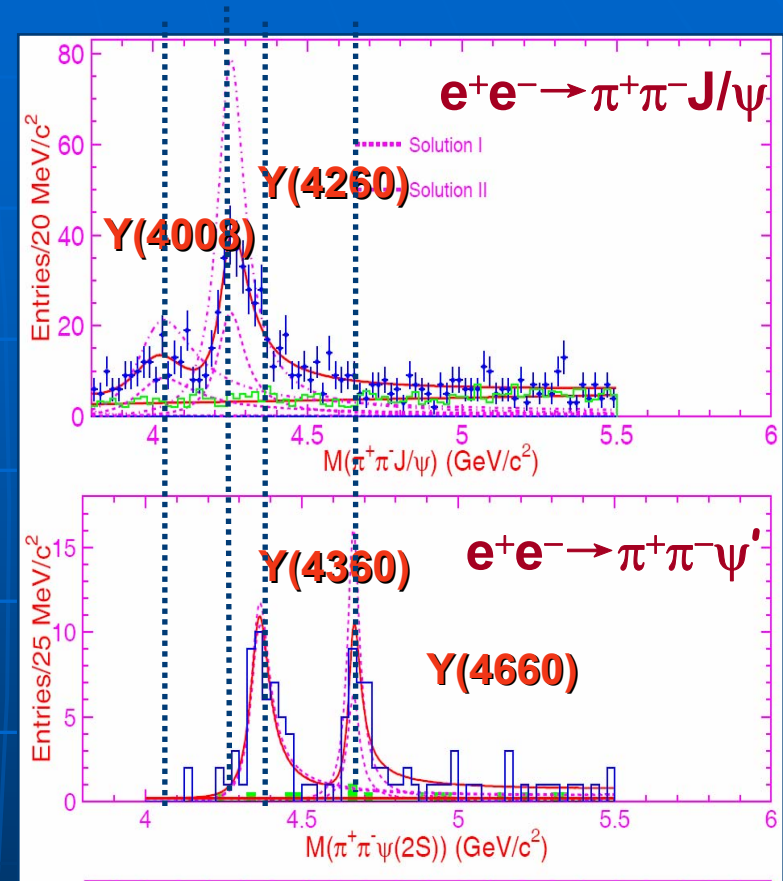 80
60
40
20
0
Entries/20 MeV/c²
e⁺e⁻→π⁺π⁻J/ψ
Solution I
Solution II
Y(4260)
Y(4008)
4 4.5 5 5.5 6
M(π⁺π⁻J/ψ) (GeV/c²)
15
10
5
0
Entries/25 MeV/c²
e⁺e⁻→π⁺π⁻ψ′
Y(4360)
Y(4660)
4 4.5 5 5.5 6
M(π⁺π⁻ψ(2S)) (GeV/c²)